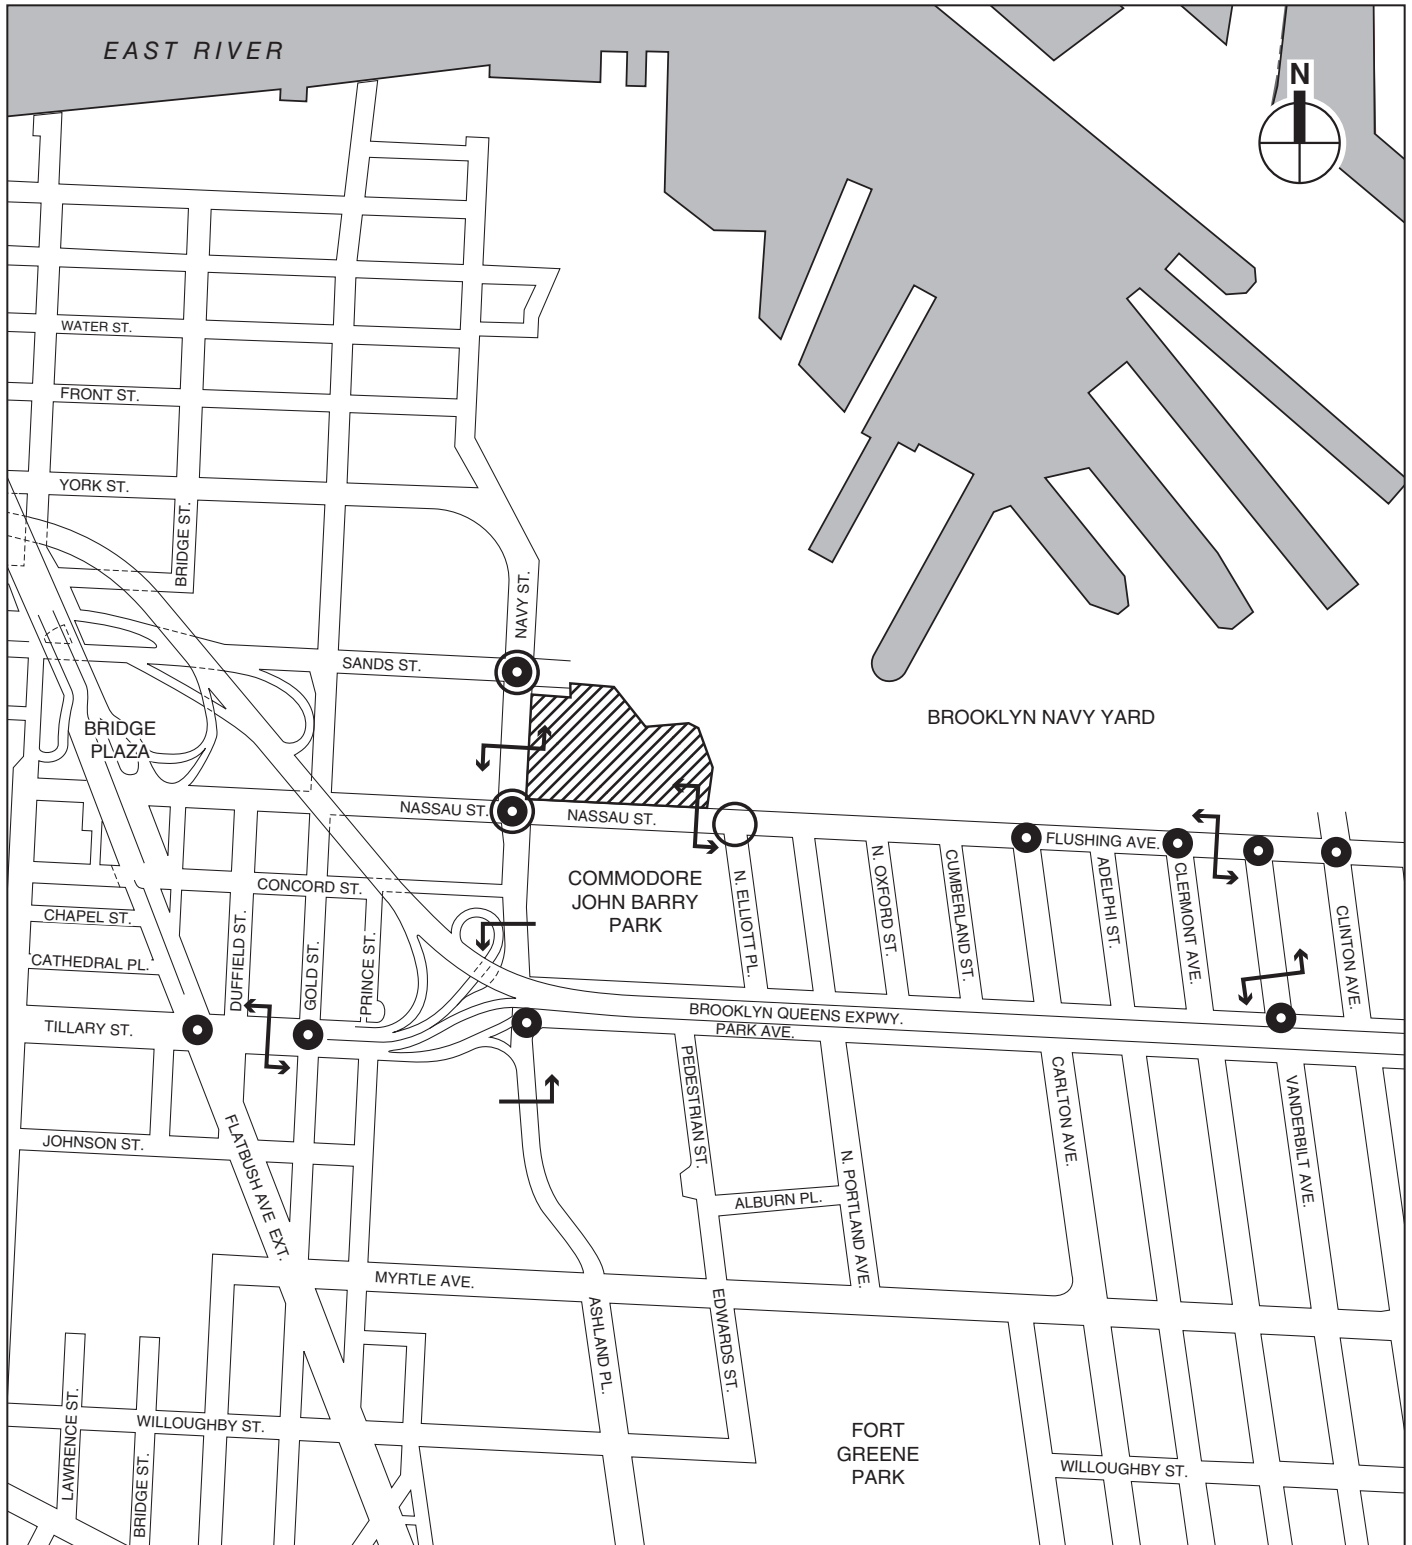 EAST RIVER
N
WATER ST.
FRONT ST.
YORK ST.
BRIDGE ST.
NAVY ST.
SANDS ST.
BRIDGE
PLAZA
BROOKLYN NAVY YARD
NASSAU ST.
NASSAU ST.
FLUSHING AVE.
COMMODORE
JOHN BARRY
PARK
N. ELLIOTT PL.
N. OXFORD ST.
CUMBERLAND ST.
ADELPHI ST.
CLERMONT AVE.
CLINTON AVE.
CONCORD ST.
CHAPEL ST.
CATHEDRAL PL.
DUFFIELD ST.
GOLD ST.
PRINCE ST.
TILLARY ST.
BROOKLYN QUEENS EXPWY.
PARK AVE.
PEDESTRIAN ST.
CARLTON AVE.
VANDERBILT AVE.
JOHNSON ST.
FLATBUSH AVE EXT.
N. PORTLAND AVE.
ALBURN PL.
MYRTLE AVE.
ASHLAND PL.
EDWARDS ST.
LAWRENCE ST.
WILLOUGHBY ST.
BRIDGE ST.
FORT
GREENE
PARK
WILLOUGHBY ST.